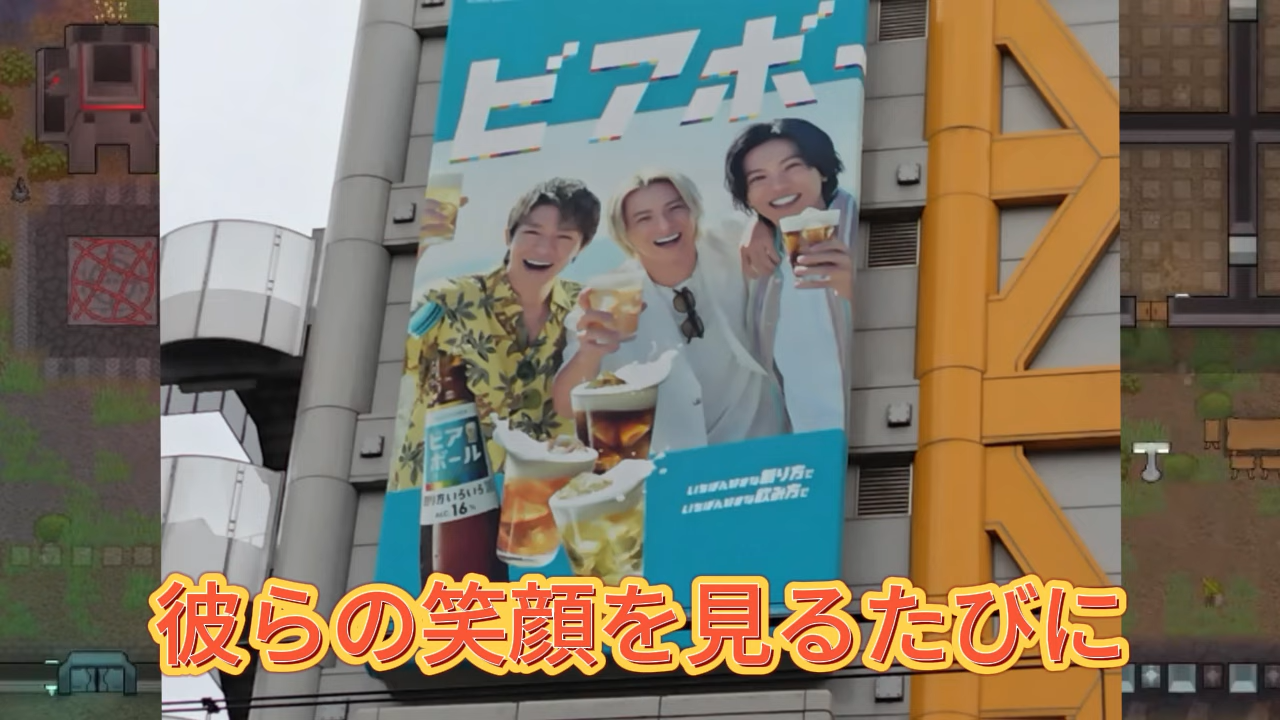 ビアボー
ビア
ボール
割り方いろいろ
ALC.16%
いちばん好きな割り方で
いちばん好きな飲み方で
彼らの笑顔を見るたびに